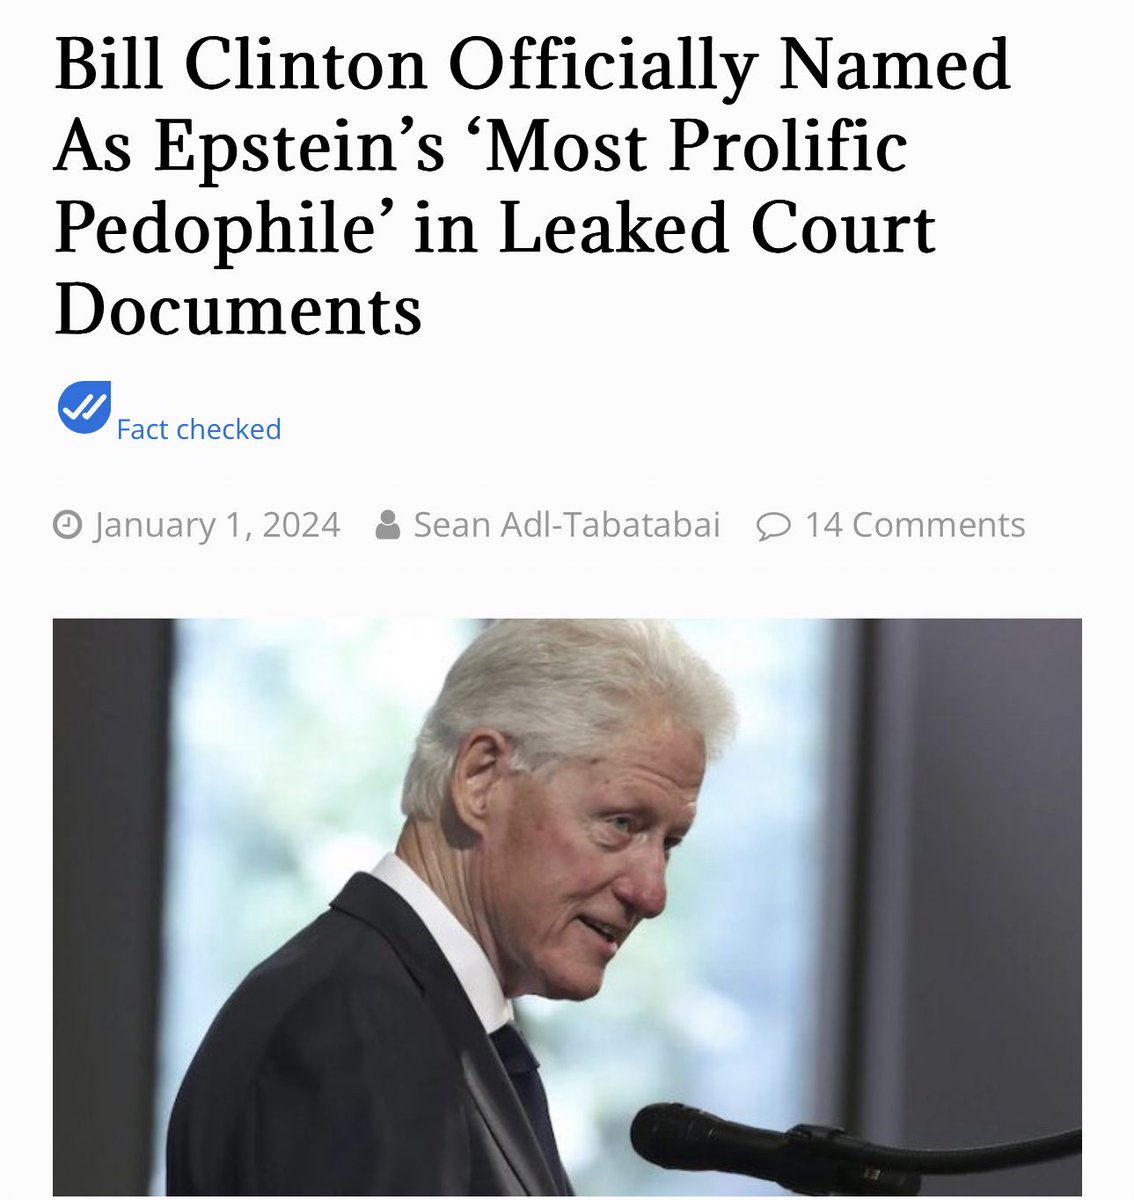 Bill Clinton Officially Named
As Epstein’s ‘Most Prolific
Pedophile’ in Leaked Court
Documents
Fact checked
January 1, 2024 Sean Adl-Tabatabai 14 Comments